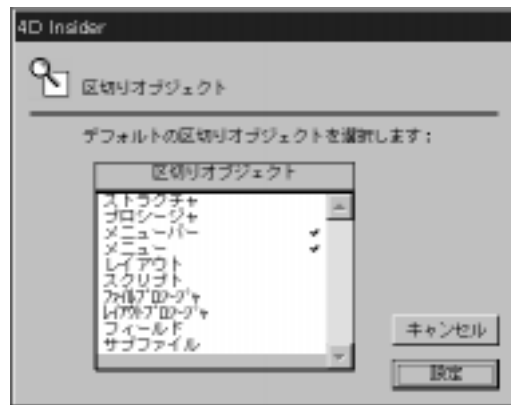 4D Insider
区切りオブジェクト
デフォルトの区切りオブジェクトを選択します：
区切りオブジェクト
ストラクチャ
プロシージャ
メニューバー
メニュー
レイアウト
スクリプト
ﾌｧｲﾙﾌﾟﾛｼｰｼﾞｬ
ﾚｲｱｳﾄﾌﾟﾛｼｰｼﾞｬ
フィールド
サブファイル
キャンセル
設定